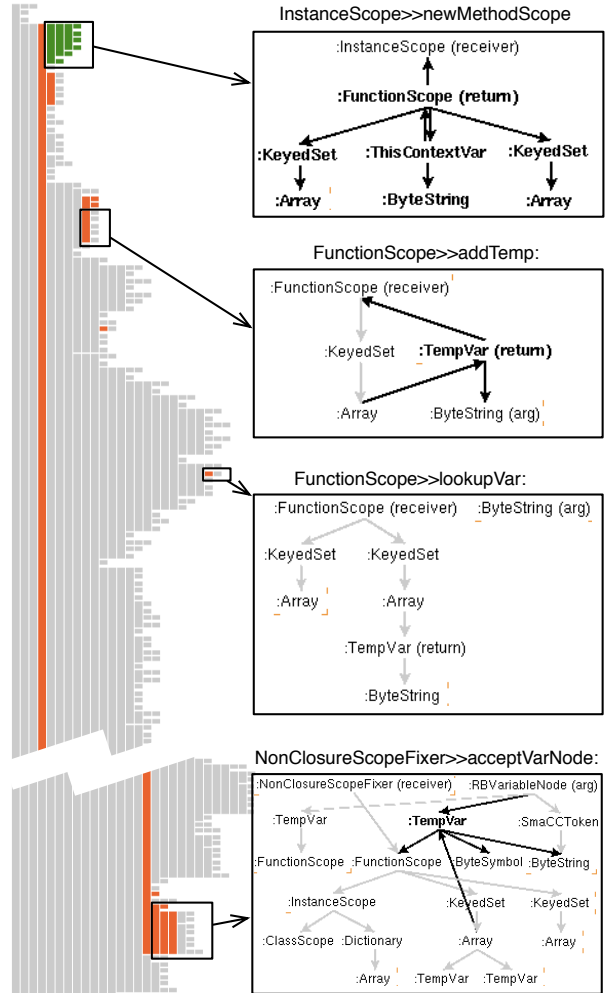 InstanceScope>>newMethodScope
:InstanceScope (receiver)
:FunctionScope (return)
:KeyedSet :ThisContextVar :KeyedSet
:Array :ByteString :Array
FunctionScope>>addTemp:
:FunctionScope (receiver)
:KeyedSet :TempVar (return)
:Array :ByteString (arg)
FunctionScope>>lookupVar:
:FunctionScope (receiver) :ByteString (arg)
:KeyedSet :KeyedSet
:Array :Array
:TempVar (return)
:ByteString
NonClosureScopeFixer>>acceptVarNode:
:NonClosureScopeFixer (receiver) :RBVariableNode (arg)
:TempVar :TempVar :SmaCCToken
:FunctionScope :FunctionScope :ByteSymbol :ByteString
:InstanceScope :KeyedSet :KeyedSet
:ClassScope :Dictionary :Array :Array
:Array :TempVar :TempVar